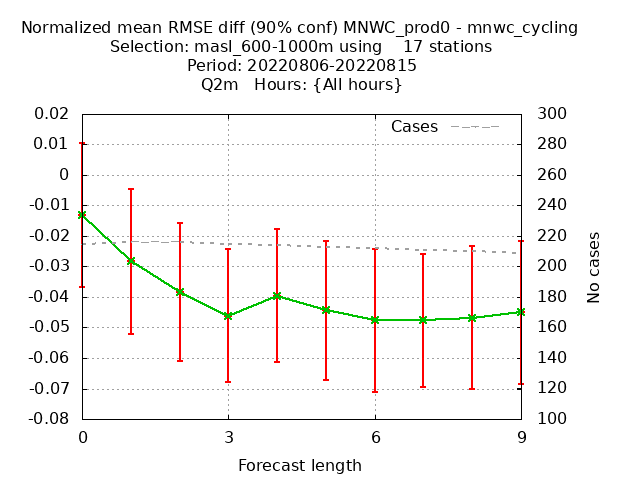 Normalized mean RMSE diff (90% conf) MNWC_prod0 - mnwc_cycling
Selection: masl_600-1000m using    17 stations
Period: 20220806-20220815
Q2m   Hours: {All hours}
Cases
0.02
0.01
0
-0.01
-0.02
-0.03
-0.04
-0.05
-0.06
-0.07
-0.08
300
280
260
240
220
200
180
160
140
120
100
No cases
0 3 6 9
Forecast length